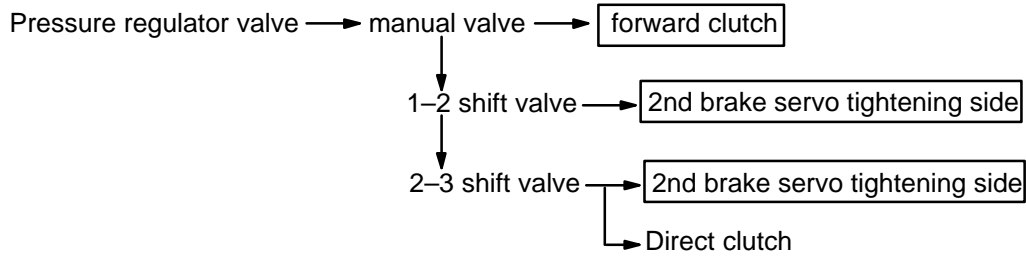 Pressure regulator valve manual valve forward clutch
1–2 shift valve 2nd brake servo tightening side
2–3 shift valve 2nd brake servo tightening side
Direct clutch